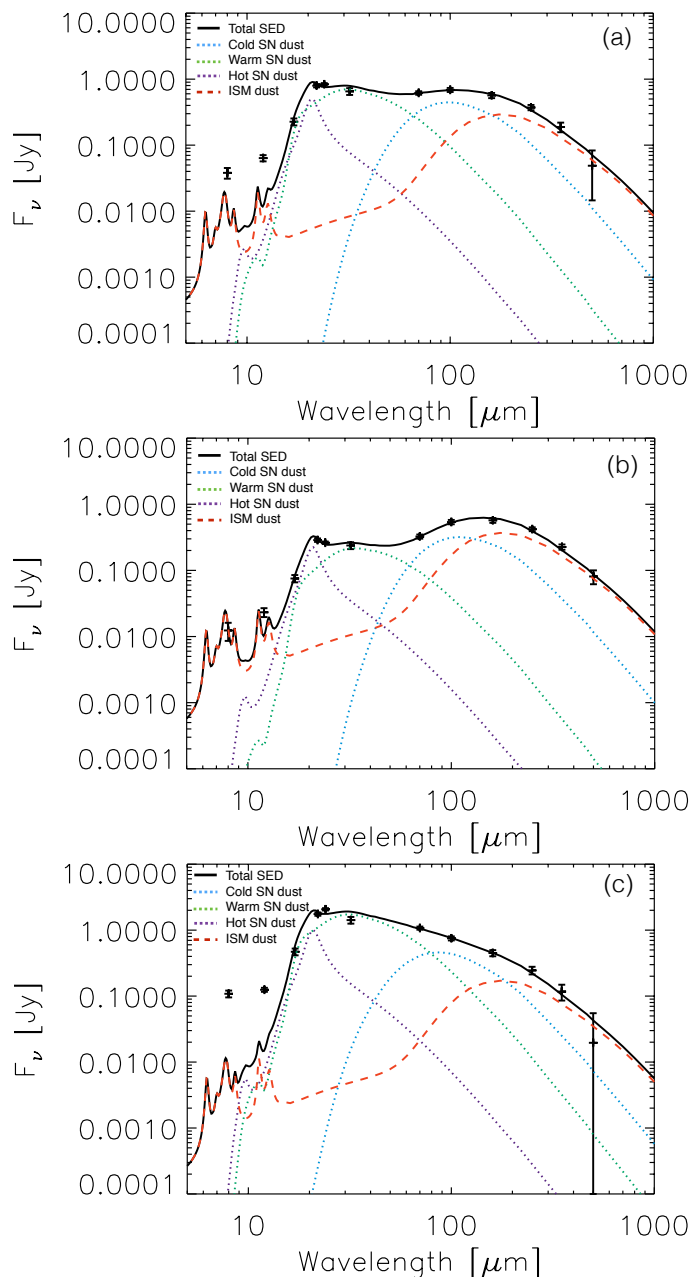 (a)
Total SED
Cold SN dust
Warm SN dust
Hot SN dust
ISM dust
10.0000
1.0000
0.1000
0.0100
0.0010
0.0001
Fν [Jy]
10
100
1000
Wavelength [μm]
(b)
Total SED
Cold SN dust
Warm SN dust
Hot SN dust
ISM dust
10.0000
1.0000
0.1000
0.0100
0.0010
0.0001
Fν [Jy]
10
100
1000
Wavelength [μm]
(c)
Total SED
Cold SN dust
Warm SN dust
Hot SN dust
ISM dust
10.0000
1.0000
0.1000
0.0100
0.0010
0.0001
Fν [Jy]
10
100
1000
Wavelength [μm]